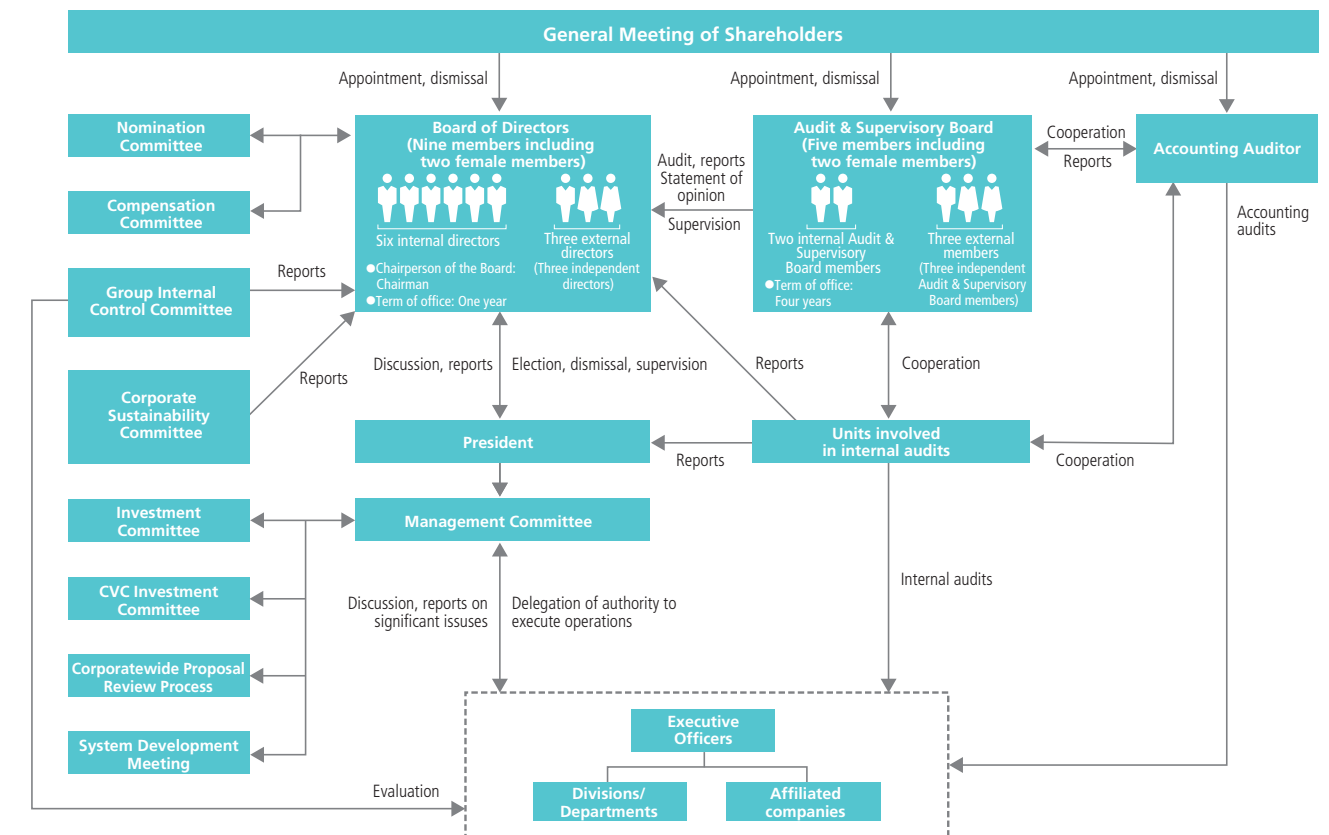 General Meeting of Shareholders
Appointment, dismissal
Appointment, dismissal
Appointment, dismissal
Nomination
Committee
Compensation
Committee
Board of Directors
(Nine members including
two female members)
Six internal directors
Three external
directors
(Three independent
directors)
●Chairperson of the Board:
Chairman
●Term of office: One year
Audit, reports
Statement of
opinion
Supervision
Audit & Supervisory Board
(Five members including
two female members)
Two internal Audit &
Supervisory
Board members
●Term of office:
Four years
Three external
members
(Three independent
Audit & Supervisory
Board members)
Cooperation
Reports
Accounting Auditor
Accounting
audits
Group Internal
Control Committee
Reports
Corporate
Sustainability
Committee
Reports
Discussion, reports
Election, dismissal, supervision
Reports
Cooperation
President
Reports
Units involved
in internal audits
Cooperation
Investment
Committee
Management Committee
CVC Investment
Committee
Discussion, reports on
significant issuses
Delegation of authority to
execute operations
Internal audits
Corporatewide Proposal
Review Process
System Development
Meeting
Executive
Officers
Evaluation
Divisions/
Departments
Affiliated
companies